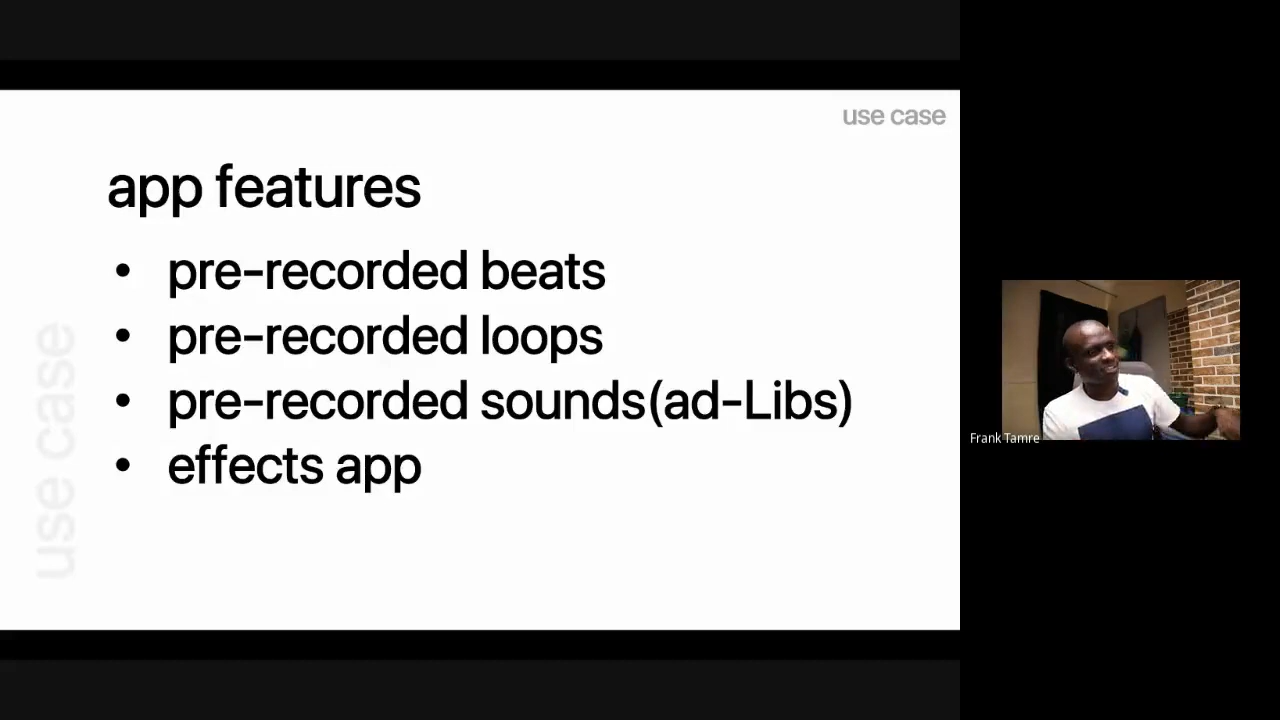 use case
app features
• pre-recorded beats
• pre-recorded loops
• pre-recorded sounds(ad-Libs)
• effects app
use case
Frank Tamre